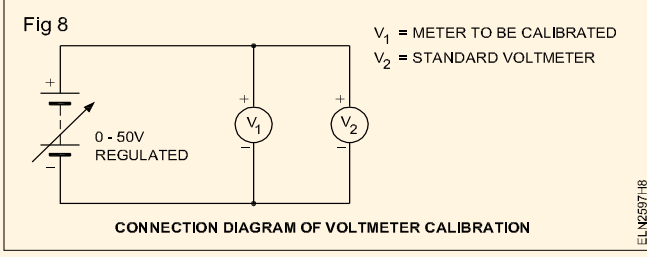 Fig 8
V1 = METER TO BE CALIBRATED
V2 = STANDARD VOLTMETER
+
+
+
V1
V2
0 - 50V
REGULATED
–
–
–
CONNECTION DIAGRAM OF VOLTMETER CALIBRATION
ELN2597H8